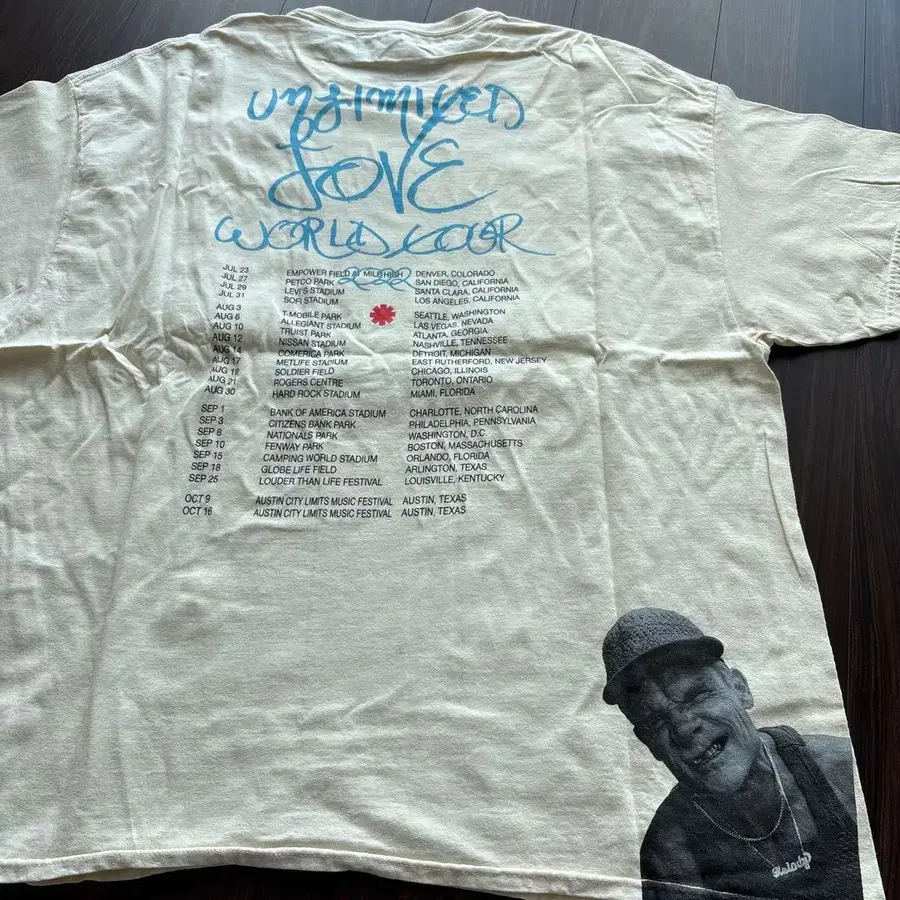 UNLIMITED
LOVE
WORLD TOUR
2022
JUL 23 EMPOWER FIELD AT MILE HIGH DENVER, COLORADO
JUL 27 PETCO PARK SAN DIEGO, CALIFORNIA
JUL 29 LEVI'S STADIUM SANTA CLARA, CALIFORNIA
JUL 31 SOFI STADIUM LOS ANGELES, CALIFORNIA
AUG 3 T-MOBILE PARK SEATTLE, WASHINGTON
AUG 6 ALLEGIANT STADIUM LAS VEGAS, NEVADA
AUG 10 TRUIST PARK ATLANTA, GEORGIA
AUG 12 NISSAN STADIUM NASHVILLE, TENNESSEE
AUG 14 COMERICA PARK DETROIT, MICHIGAN
AUG 17 METLIFE STADIUM EAST RUTHERFORD, NEW JERSEY
AUG 19 SOLDIER FIELD CHICAGO, ILLINOIS
AUG 21 ROGERS CENTRE TORONTO, ONTARIO
AUG 30 HARD ROCK STADIUM MIAMI, FLORIDA
SEP 1 BANK OF AMERICA STADIUM CHARLOTTE, NORTH CAROLINA
SEP 3 CITIZENS BANK PARK PHILADELPHIA, PENNSYLVANIA
SEP 8 NATIONALS PARK WASHINGTON, D.C.
SEP 10 FENWAY PARK BOSTON, MASSACHUSETTS
SEP 15 CAMPING WORLD STADIUM ORLANDO, FLORIDA
SEP 18 GLOBE LIFE FIELD ARLINGTON, TEXAS
SEP 25 LOUDER THAN LIFE FESTIVAL LOUISVILLE, KENTUCKY
OCT 9 AUSTIN CITY LIMITS MUSIC FESTIVAL AUSTIN, TEXAS
OCT 16 AUSTIN CITY LIMITS MUSIC FESTIVAL AUSTIN, TEXAS
Melody